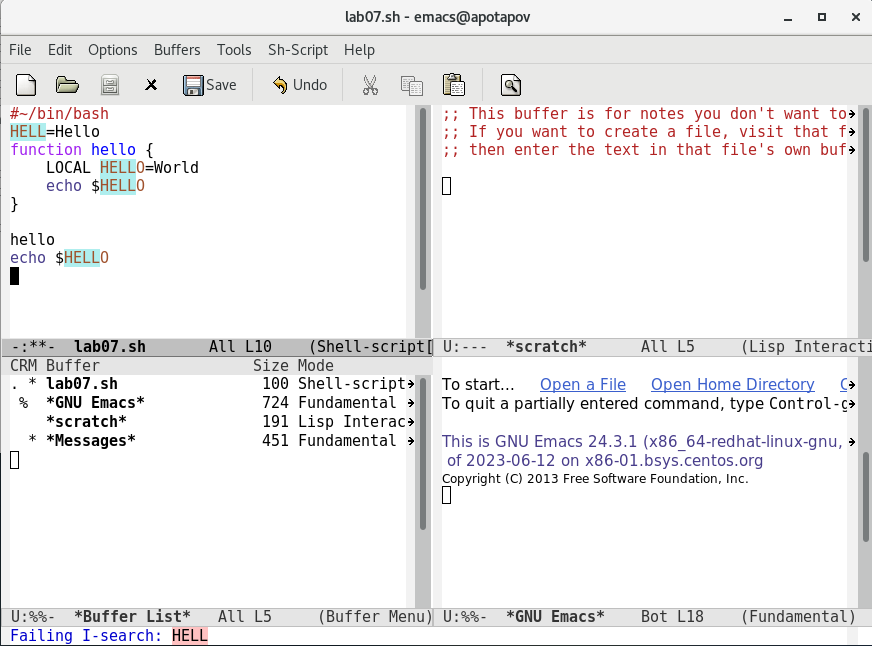 lab07.sh - emacs@apotapov
File Edit Options Buffers Tools Sh-Script Help
Save Undo
#~/bin/bash
HELL=Hello
function hello {
    LOCAL HELLO=World
    echo $HELLO
}
hello
echo $HELLO
-:**-  lab07.sh       All L10    (Shell-script[
;; This buffer is for notes you don't want to
;; If you want to create a file, visit that f
;; then enter the text in that file's own buf
U:---  *scratch*      All L5     (Lisp Interacti
CRM Buffer                 Size Mode
. * lab07.sh                100 Shell-script
 %  *GNU Emacs*             724 Fundamental
    *scratch*               191 Lisp Interac
  * *Messages*              451 Fundamental
U:%%-  *Buffer List*   All L5     (Buffer Menu)
To start... Open a File Open Home Directory
To quit a partially entered command, type Control-g
This is GNU Emacs 24.3.1 (x86_64-redhat-linux-gnu,
 of 2023-06-12 on x86-01.bsys.centos.org
Copyright (C) 2013 Free Software Foundation, Inc.
U:%%-  *GNU Emacs*    Bot L18    (Fundamental)
Failing I-search: HELL